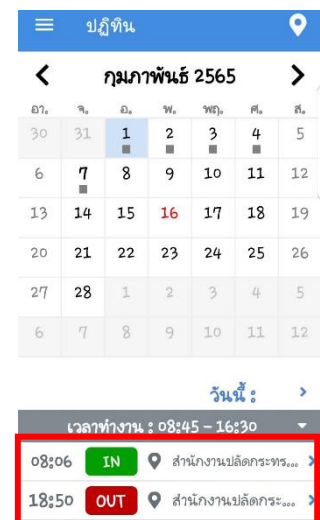 ปฏิทิน
กุมภาพันธ์ 2565
อา. จ. อ. พ. พฤ. ศ. ส.
30 31 1 2 3 4 5
6 7 8 9 10 11 12
13 14 15 16 17 18 19
20 21 22 23 24 25 26
27 28 1 2 3 4 5
6 7 8 9 10 11 12
วันนี้ :
เวลาทำงาน : 08:45 - 16:30
08:06 IN สำนักงานปลัดกระทร...
18:50 OUT สำนักงานปลัดกระ...